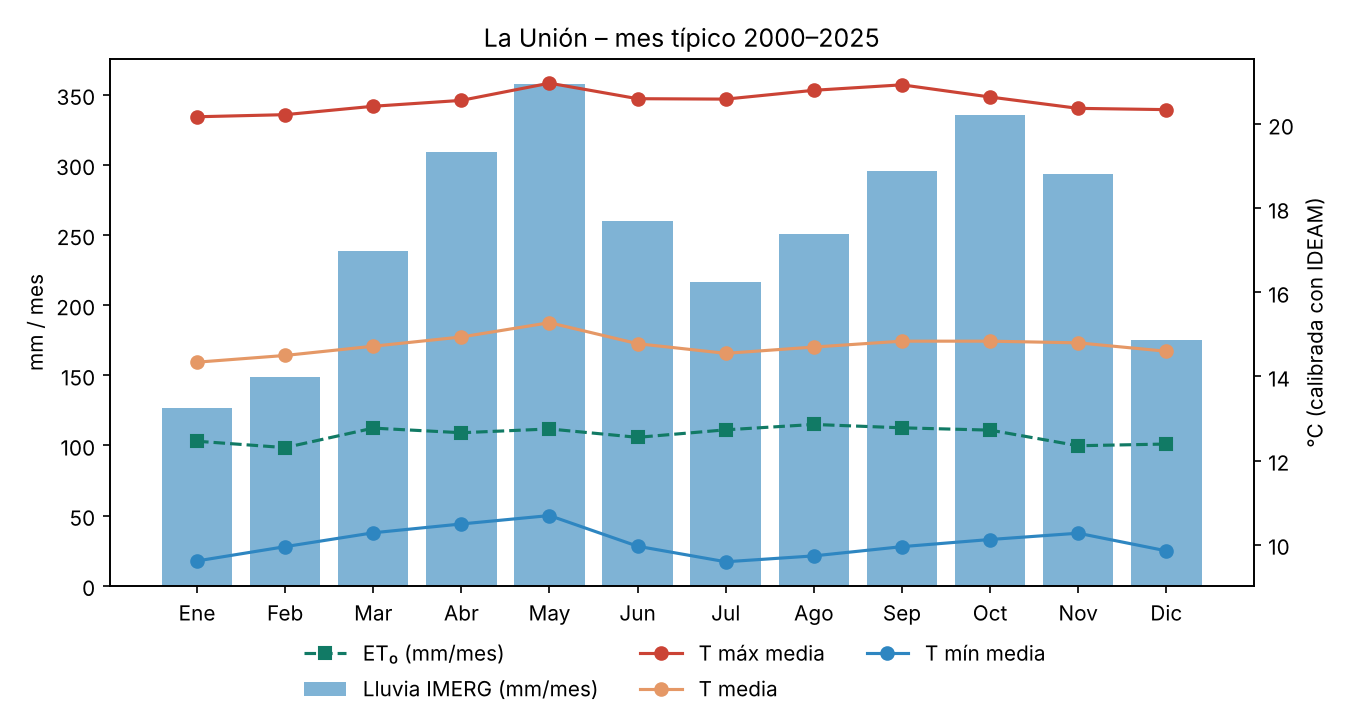 La Unión – mes típico 2000–2025
mm / mes
350
300
250
200
150
100
50
0
20
18
16
14
12
10
°C (calibrada con IDEAM)
Ene Feb Mar Abr May Jun Jul Ago Sep Oct Nov Dic
ET₀ (mm/mes)
Lluvia IMERG (mm/mes)
T máx media
T media
T mín media